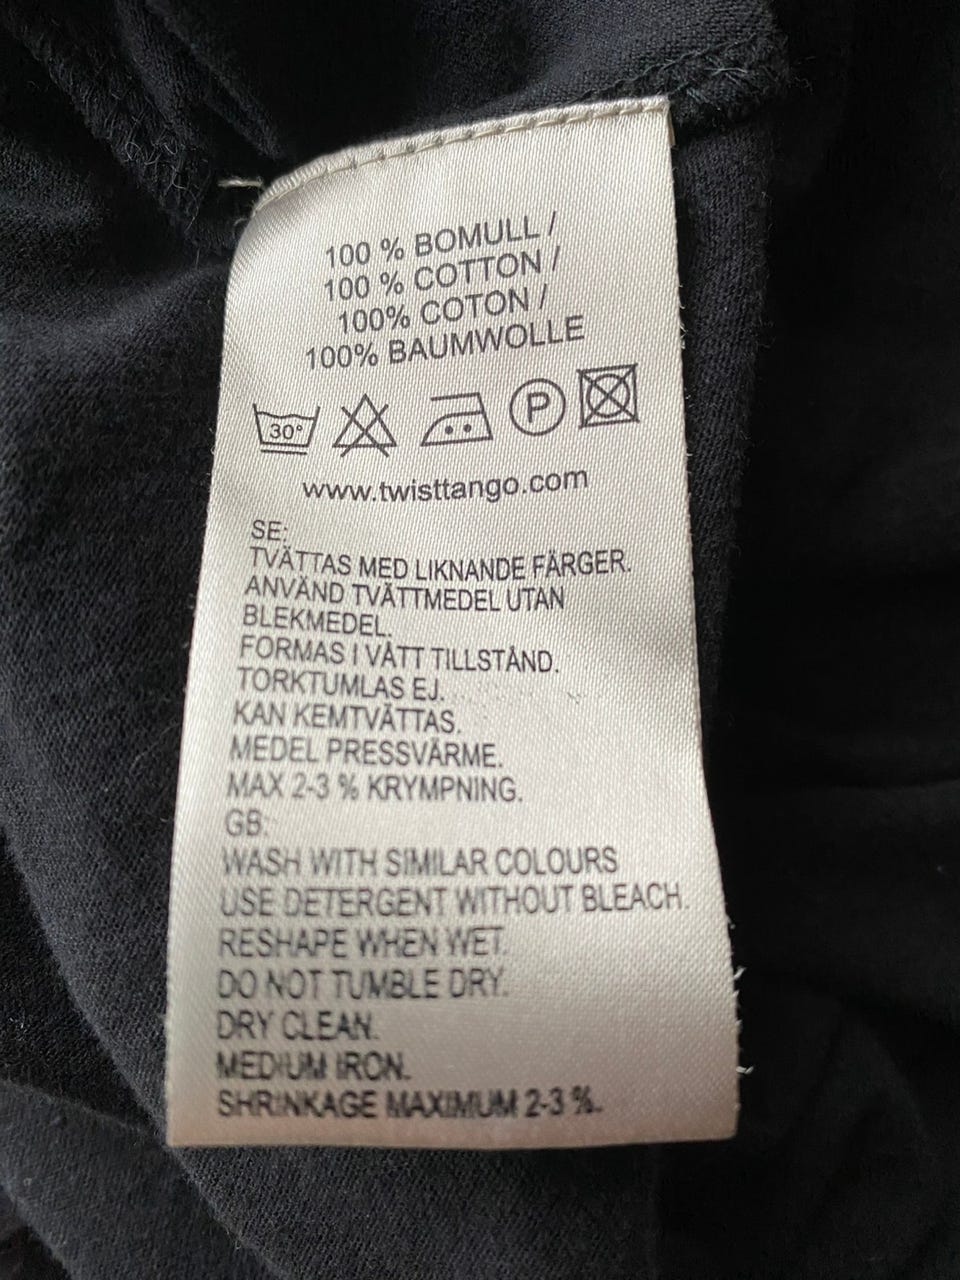 100 % BOMULL /
100 % COTTON /
100% COTON /
100% BAUMWOLLE
30° P
www.twisttango.com
SE:
TVÄTTAS MED LIKNANDE FÄRGER.
ANVÄND TVÄTTMEDEL UTAN
BLEKMEDEL.
FORMAS I VÅTT TILLSTÅND.
TORKTUMLAS EJ.
KAN KEMTVÄTTAS.
MEDEL PRESSVÄRME.
MAX 2-3 % KRYMPNING.
GB:
WASH WITH SIMILAR COLOURS
USE DETERGENT WITHOUT BLEACH.
RESHAPE WHEN WET.
DO NOT TUMBLE DRY.
DRY CLEAN.
MEDIUM IRON.
SHRINKAGE MAXIMUM 2-3 %.